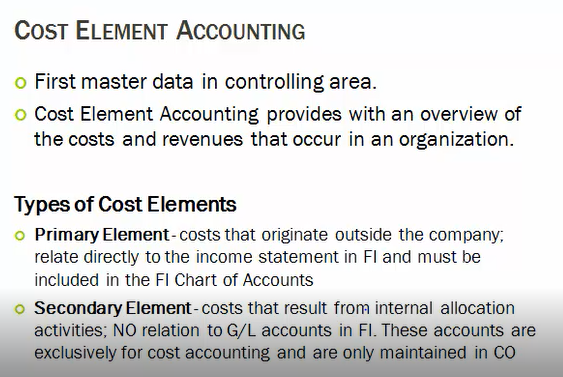 COST ELEMENT ACCOUNTING
First master data in controlling area.
Cost Element Accounting provides with an overview of
the costs and revenues that occur in an organization.
Types of Cost Elements
Primary Element - costs that originate outside the company;
relate directly to the income statement in FI and must be
included in the FI Chart of Accounts
Secondary Element - costs that result from internal allocation
activities; NO relation to G/L accounts in FI. These accounts are
exclusively for cost accounting and are only maintained in CO